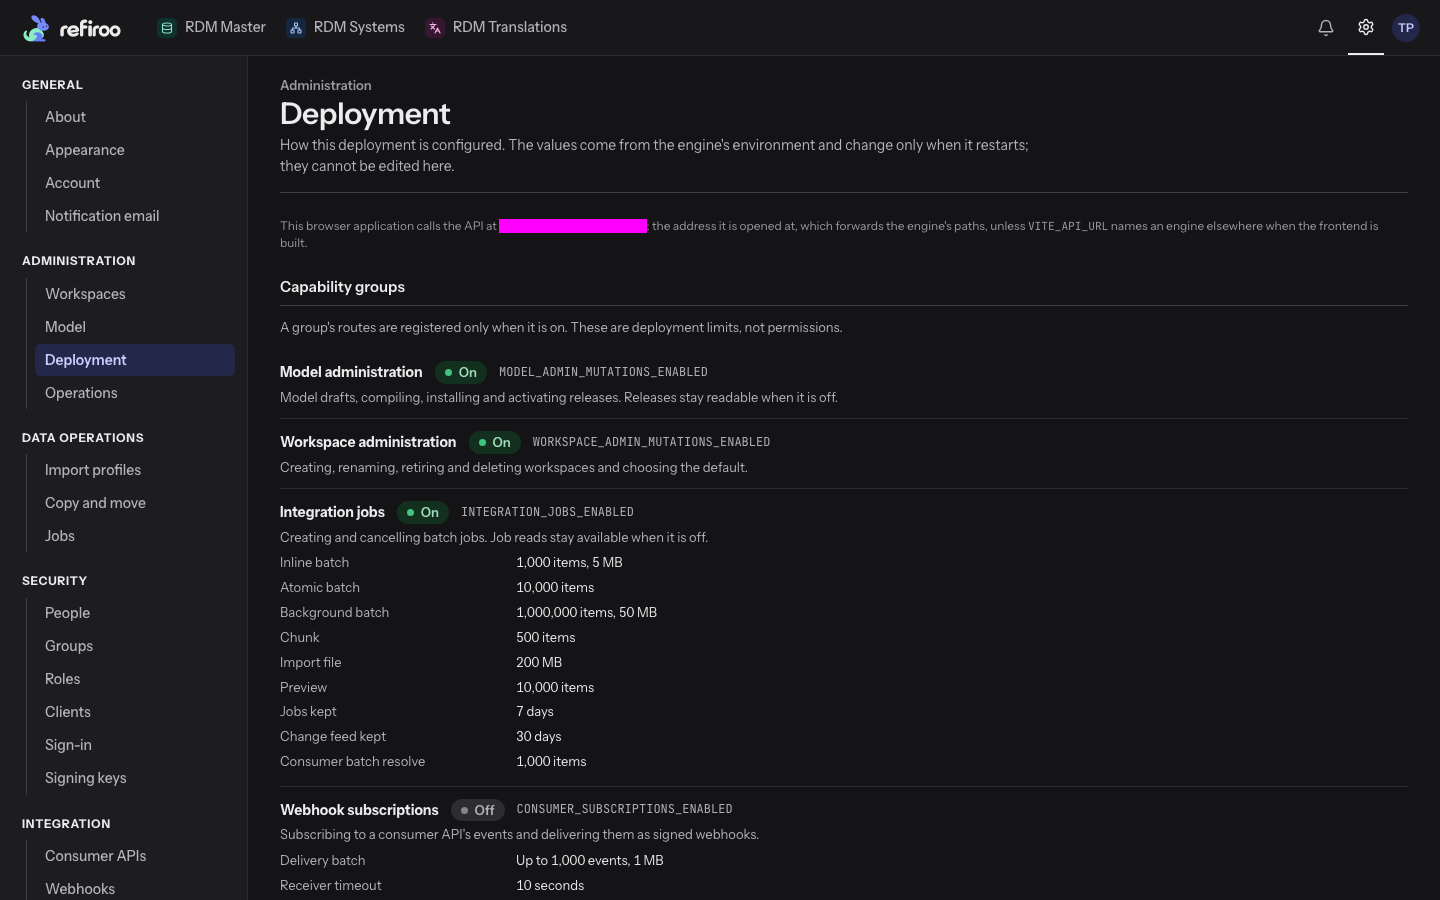 refiroo
RDM Master
RDM Systems
RDM Translations
TP
GENERAL
About
Appearance
Account
Notification email
ADMINISTRATION
Workspaces
Model
Deployment
Operations
DATA OPERATIONS
Import profiles
Copy and move
Jobs
SECURITY
People
Groups
Roles
Clients
Sign-in
Signing keys
INTEGRATION
Consumer APIs
Webhooks
Administration
Deployment
How this deployment is configured. The values come from the engine's environment and change only when it restarts;
they cannot be edited here.
This browser application calls the API at : the address it is opened at, which forwards the engine's paths, unless VITE_API_URL names an engine elsewhere when the frontend is
built.
Capability groups
A group's routes are registered only when it is on. These are deployment limits, not permissions.
Model administration On MODEL_ADMIN_MUTATIONS_ENABLED
Model drafts, compiling, installing and activating releases. Releases stay readable when it is off.
Workspace administration On WORKSPACE_ADMIN_MUTATIONS_ENABLED
Creating, renaming, retiring and deleting workspaces and choosing the default.
Integration jobs On INTEGRATION_JOBS_ENABLED
Creating and cancelling batch jobs. Job reads stay available when it is off.
Inline batch 1,000 items, 5 MB
Atomic batch 10,000 items
Background batch 1,000,000 items, 50 MB
Chunk 500 items
Import file 200 MB
Preview 10,000 items
Jobs kept 7 days
Change feed kept 30 days
Consumer batch resolve 1,000 items
Webhook subscriptions Off CONSUMER_SUBSCRIPTIONS_ENABLED
Subscribing to a consumer API's events and delivering them as signed webhooks.
Delivery batch Up to 1,000 events, 1 MB
Receiver timeout 10 seconds